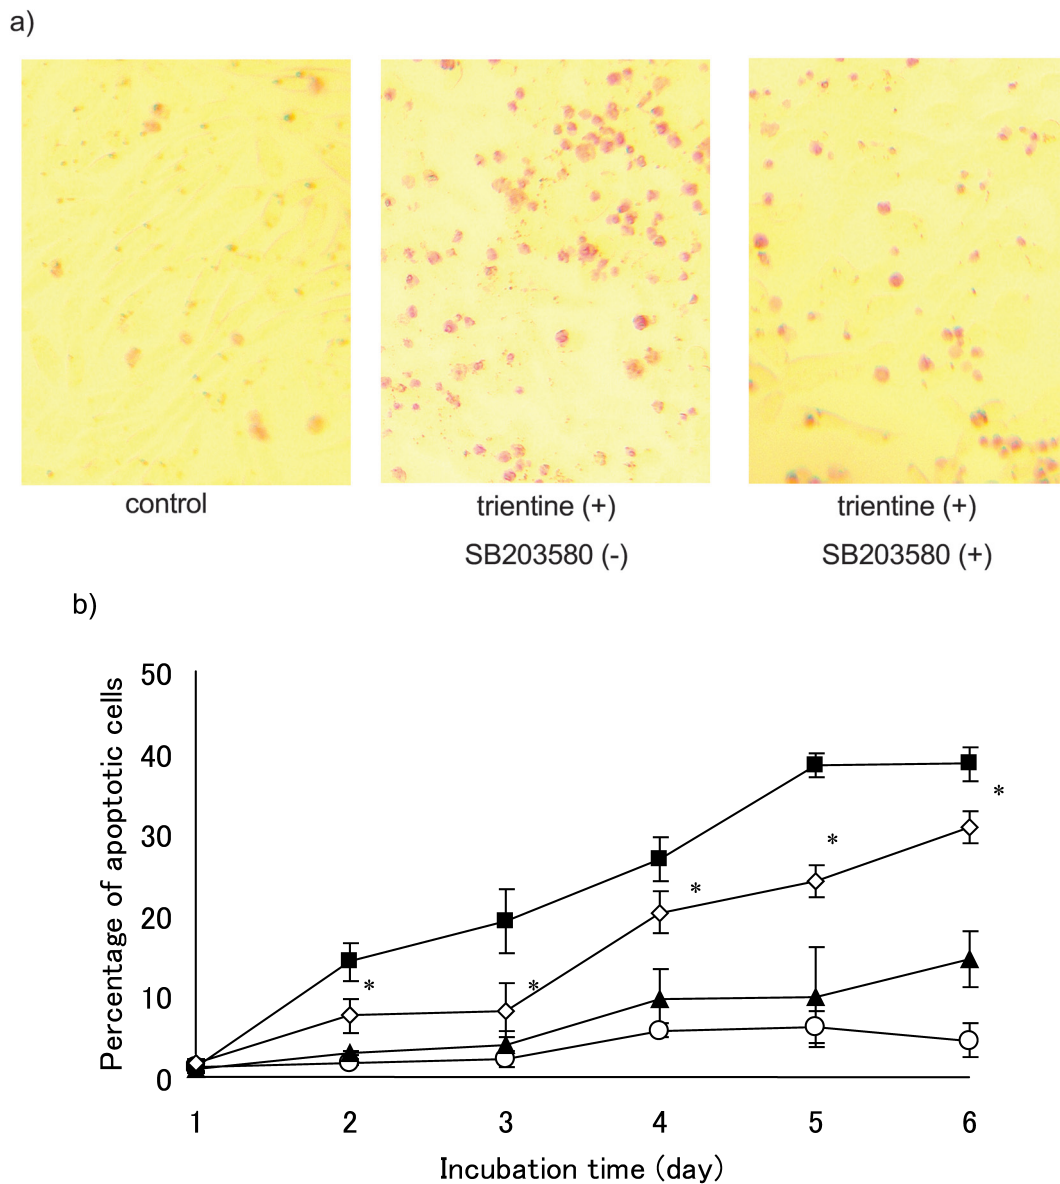 a)
control
trientine (+)
SB203580 (-)
trientine (+)
SB203580 (+)
b)
Percentage of apoptotic cells
50
40
30
20
10
0
*
*
*
*
*
1 2 3 4 5 6
Incubation time (day)